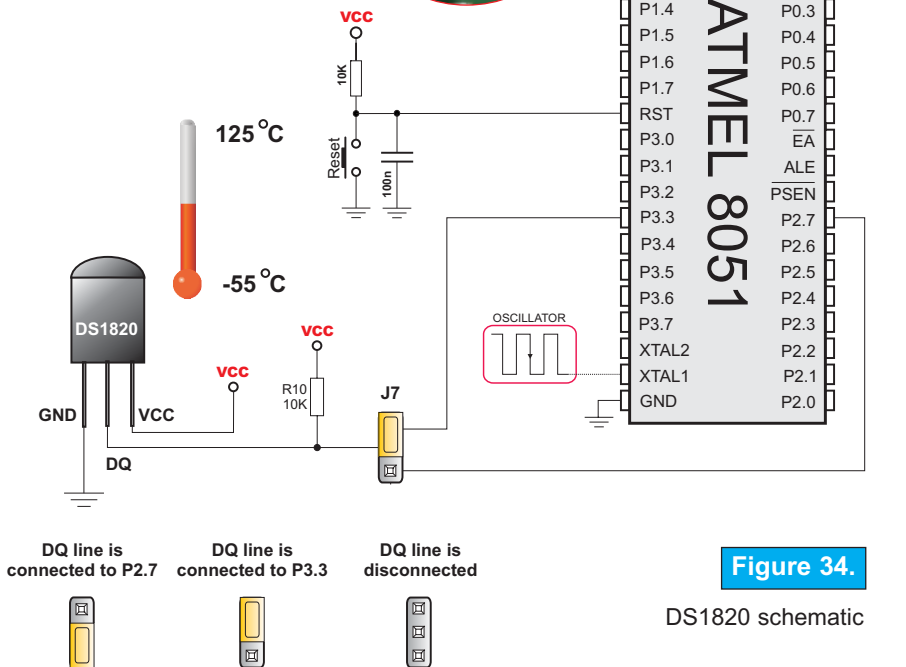 P1.4
P1.5
P1.6
P1.7
RST
P3.0
P3.1
P3.2
P3.3
P3.4
P3.5
P3.6
P3.7
XTAL2
XTAL1
GND
ATMEL 8051
P0.3
P0.4
P0.5
P0.6
P0.7
EA
ALE
PSEN
P2.7
P2.6
P2.5
P2.4
P2.3
P2.2
P2.1
P2.0
VCC
10K
Reset
100n
125 °C
-55 °C
DS1820
GND
VCC
DQ
VCC
VCC
R10
10K
J7
OSCILLATOR
DQ line is
connected to P2.7
DQ line is
connected to P3.3
DQ line is
disconnected
Figure 34.
DS1820 schematic